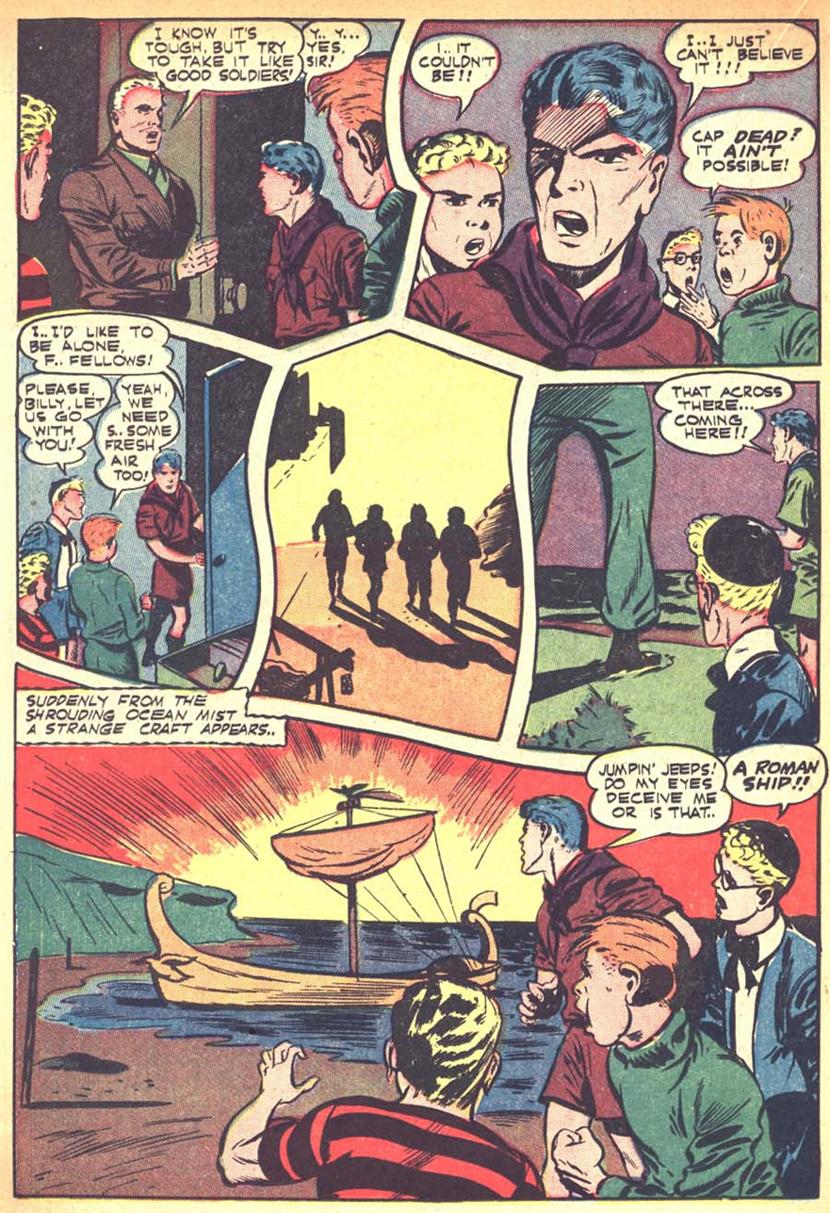 I KNOW IT'S
TOUGH, BUT TRY
TO TAKE IT LIKE
GOOD SOLDIERS!
Y.. Y...
YES,
SIR!
I.. IT
COULDN'T
BE!!
I..I JUST
CAN'T BELIEVE
IT!!!
CAP DEAD?
IT AIN'T
POSSIBLE!
I.. I'D LIKE TO
BE ALONE,
F.. FELLOWS!
PLEASE,
BILLY, LET
US GO
WITH
YOU!
YEAH,
WE
NEED
S.. SOME
FRESH
AIR
TOO!
THAT ACROSS
THERE...
COMING
HERE!!
SUDDENLY FROM THE
SHROUDING OCEAN MIST
A STRANGE CRAFT APPEARS..
JUMPIN' JEEPS!
DO MY EYES
DECEIVE ME
OR IS THAT..
A ROMAN
SHIP!!